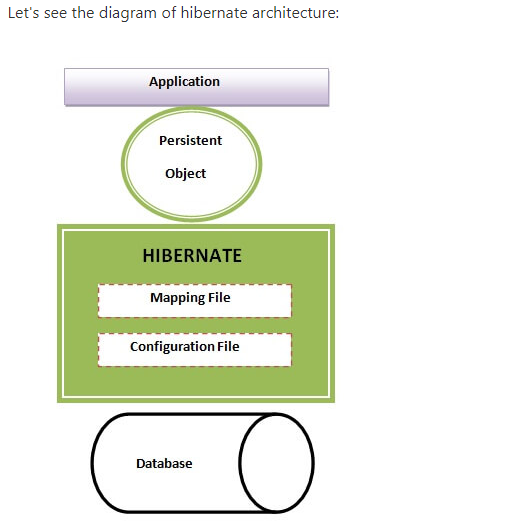 Let's see the diagram of hibernate architecture:
Application
Persistent
Object
HIBERNATE
Mapping File
Configuration File
Database